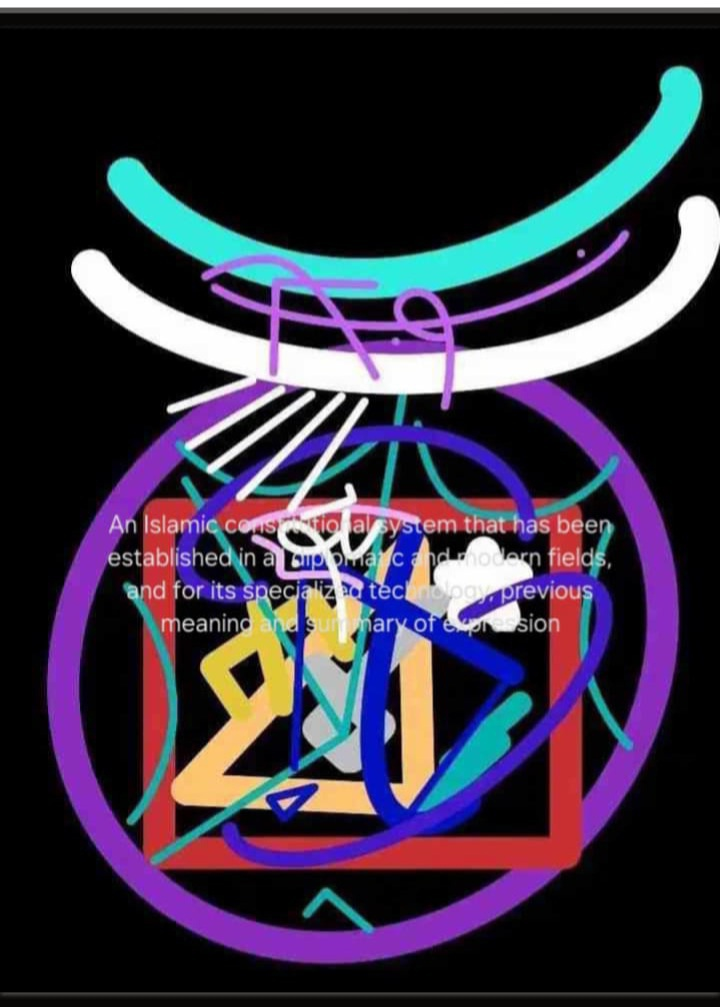 An Islamic constitutional system that has been
established in a diplomatic and modern fields,
and for its specialized technology, previous
meaning and summary of expression